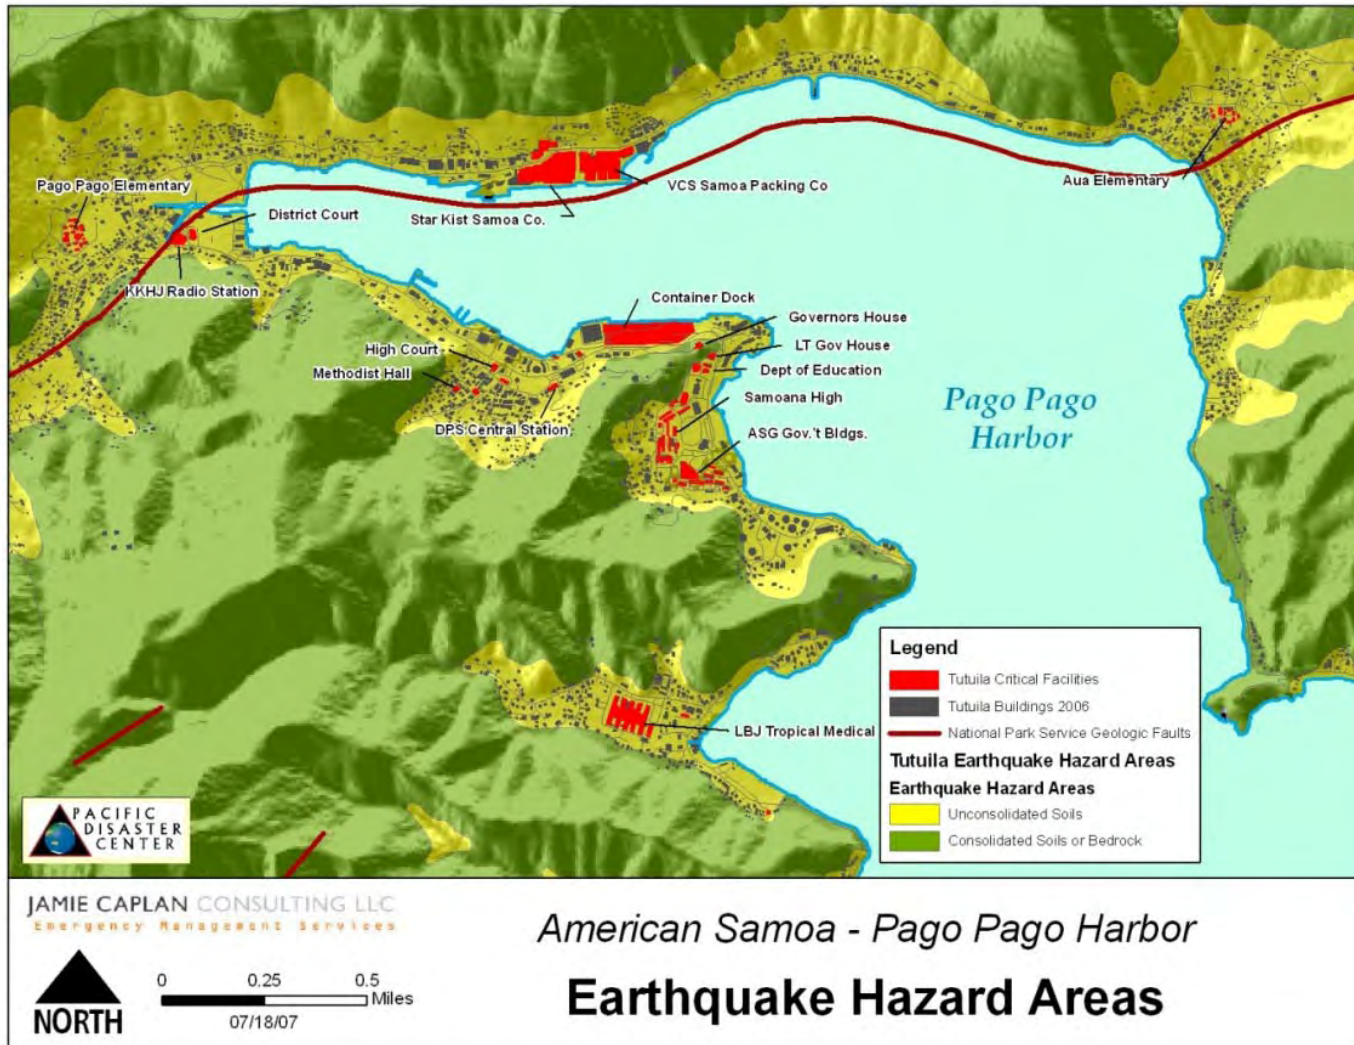 Pago Pago Elementary
District Court
KKHJ Radio Station
Star Kist Samoa Co.
VCS Samoa Packing Co
Aua Elementary
Container Dock
Governors House
LT Gov House
Dept of Education
High Court
Methodist Hall
DPS Central Station
Samoana High
ASG Gov.'t Bldgs.
Pago Pago
Harbor
LBJ Tropical Medical
Legend
Tutuila Critical Facilities
Tutuila Buildings 2006
National Park Service Geologic Faults
Tutuila Earthquake Hazard Areas
Earthquake Hazard Areas
Unconsolidated Soils
Consolidated Soils or Bedrock
PACIFIC
DISASTER
CENTER
JAMIE CAPLAN CONSULTING LLC
Emergency Management Services
NORTH
0 0.25 0.5
Miles
07/18/07
American Samoa - Pago Pago Harbor
Earthquake Hazard Areas